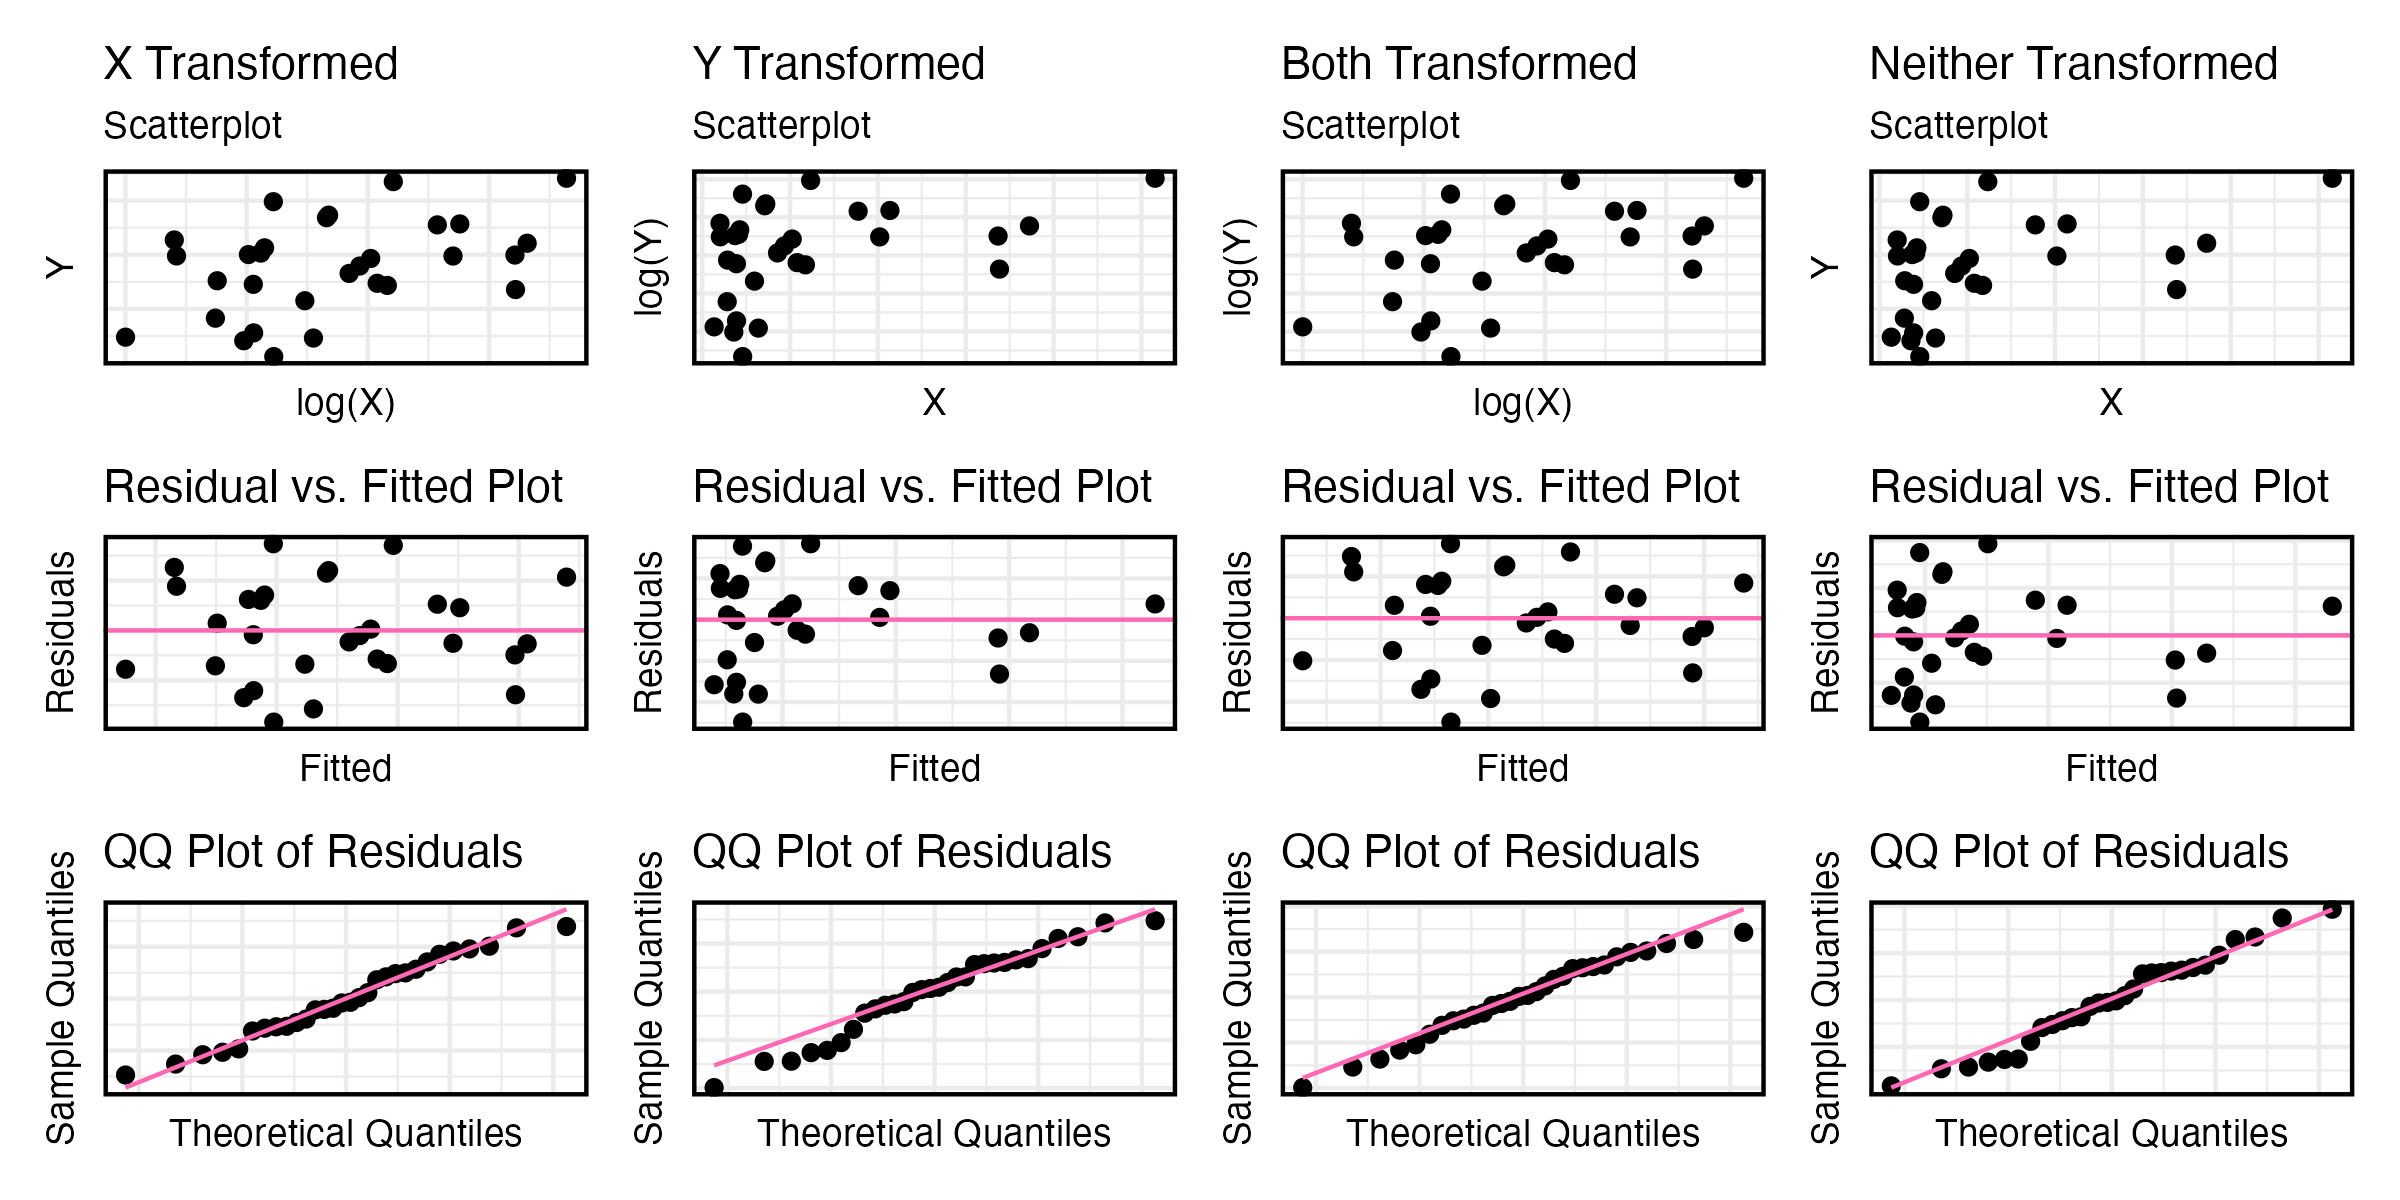 X Transformed
Y Transformed
Both Transformed
Neither Transformed
Scatterplot
Scatterplot
Scatterplot
Scatterplot
Y
log(Y)
log(Y)
Y
log(X)
X
log(X)
X
Residual vs. Fitted Plot
Residual vs. Fitted Plot
Residual vs. Fitted Plot
Residual vs. Fitted Plot
Residuals
Residuals
Residuals
Residuals
Fitted
Fitted
Fitted
Fitted
QQ Plot of Residuals
QQ Plot of Residuals
QQ Plot of Residuals
QQ Plot of Residuals
Sample Quantiles
Sample Quantiles
Sample Quantiles
Sample Quantiles
Theoretical Quantiles
Theoretical Quantiles
Theoretical Quantiles
Theoretical Quantiles